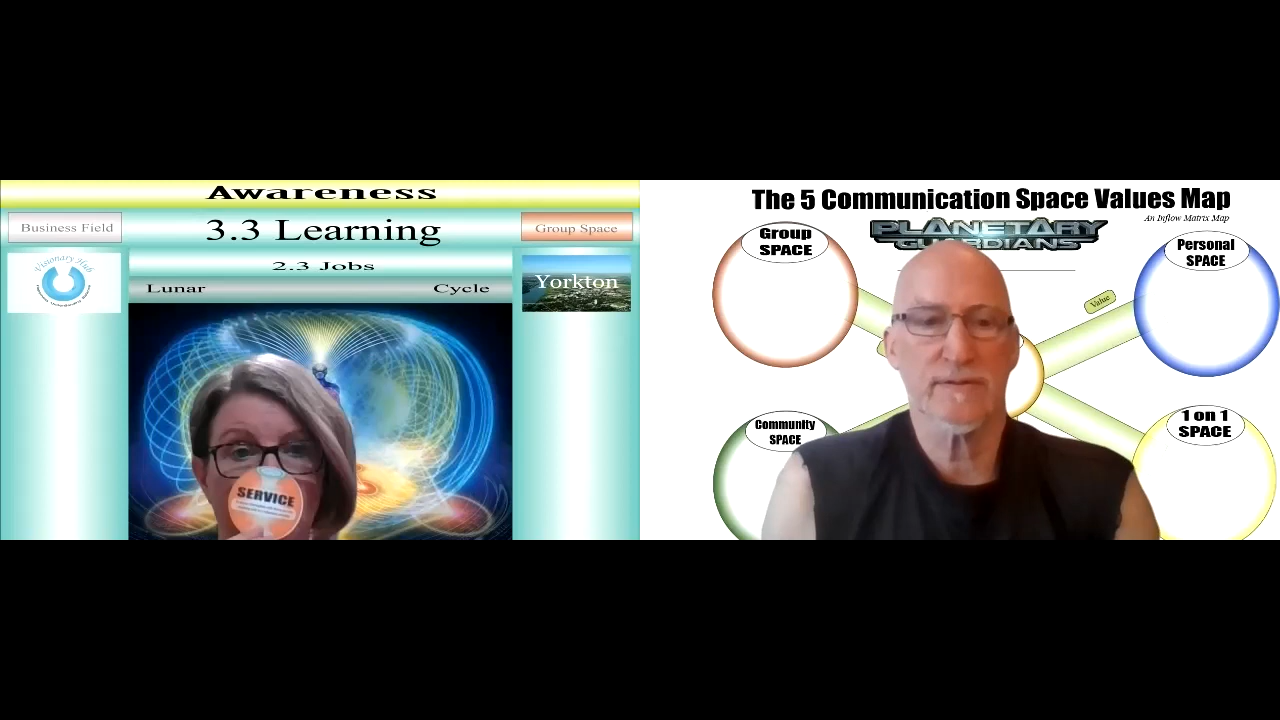 Awareness
Business Field
3.3 Learning
Group Space
2.3 Jobs
Visionary Hub
Yorkton
Lunar
Cycle
SERVICE
The 5 Communication Space Values Map
An Inflow Matrix Map
PLANETARY
GUARDIANS
Group
SPACE
Personal
SPACE
Value
Community
SPACE
1 on 1
SPACE